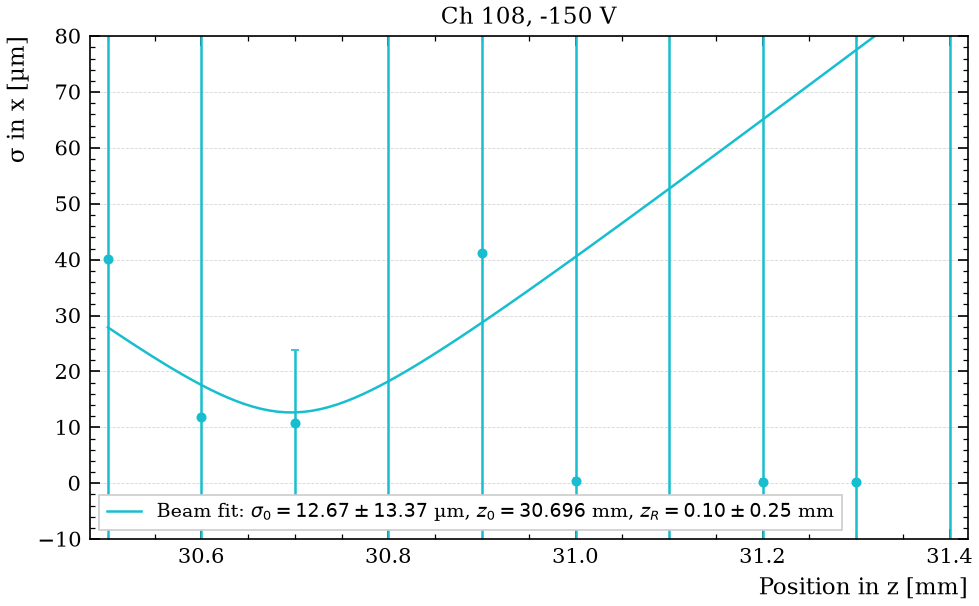 Ch 108, -150 V
σ in x [µm]
80
70
60
50
40
30
20
10
0
−10
Beam fit: σ₀ = 12.67 ± 13.37 µm, z₀ = 30.696 mm, z_R = 0.10 ± 0.25 mm
30.6 30.8 31.0 31.2 31.4
Position in z [mm]